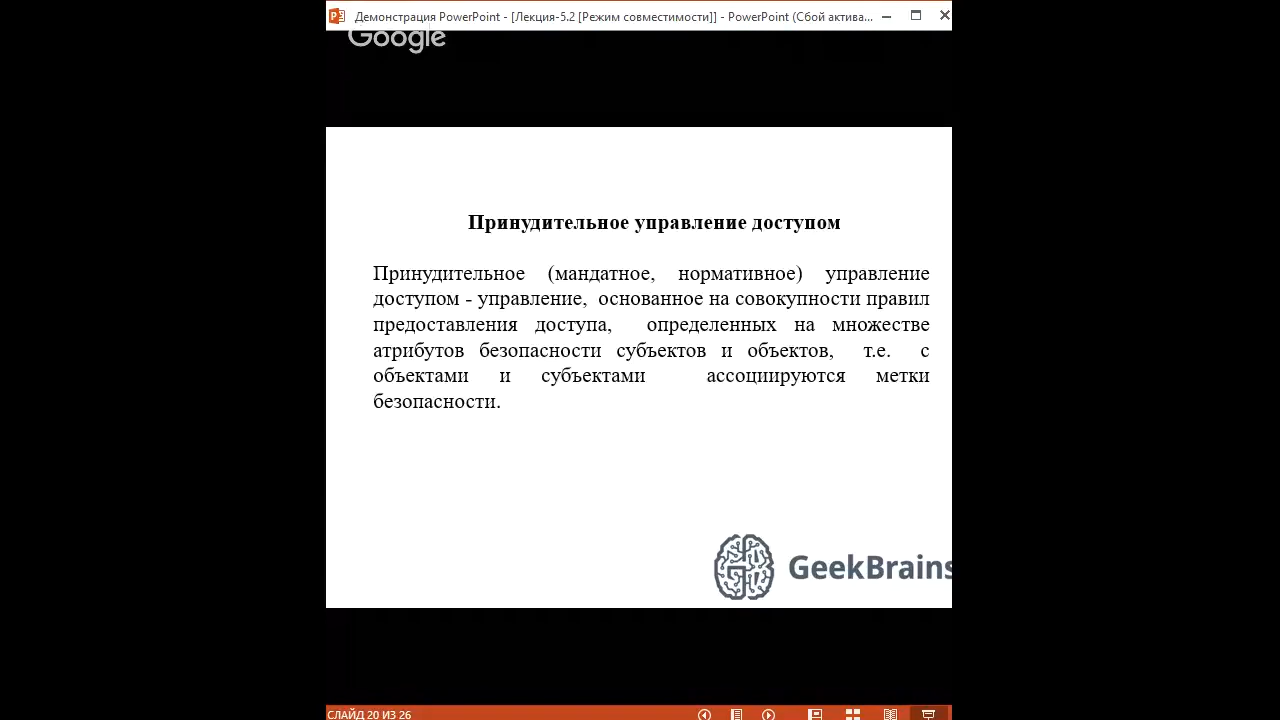 Демонстрация PowerPoint - [Лекция-5.2 [Режим совместимости]] - PowerPoint (Сбой актива...
Google
Принудительное управление доступом
Принудительное (мандатное, нормативное) управление
доступом - управление, основанное на совокупности правил
предоставления доступа, определенных на множестве
атрибутов безопасности субъектов и объектов, т.е. с
объектами и субъектами ассоциируются метки
безопасности.
GeekBrains
СЛАЙД 20 ИЗ 26